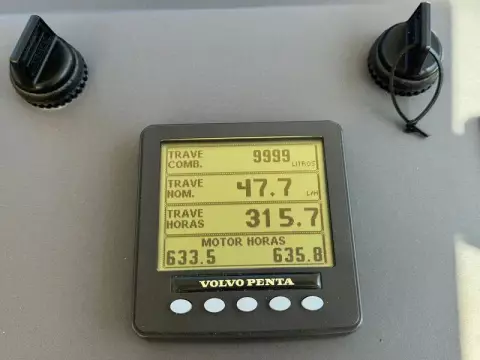 TRAVE COMB. 9999 LITROS
TRAVE NOM. 47.7 L/H
TRAVE HORAS 315.7
MOTOR HORAS
633.5 635.8
VOLVO PENTA